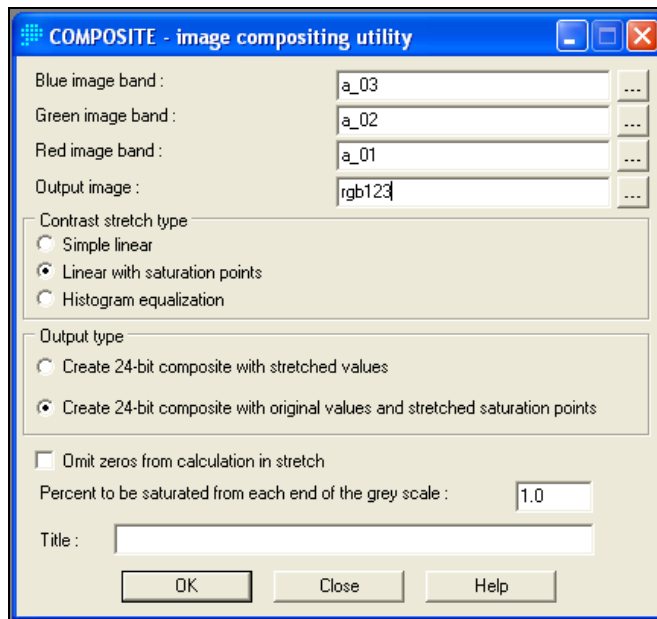 COMPOSITE - image compositing utility
Blue image band : a_03 ...
Green image band : a_02 ...
Red image band : a_01 ...
Output image : rgb123 ...
Contrast stretch type
Simple linear
Linear with saturation points
Histogram equalization
Output type
Create 24-bit composite with stretched values
Create 24-bit composite with original values and stretched saturation points
Omit zeros from calculation in stretch
Percent to be saturated from each end of the grey scale : 1.0
Title :
OK Close Help